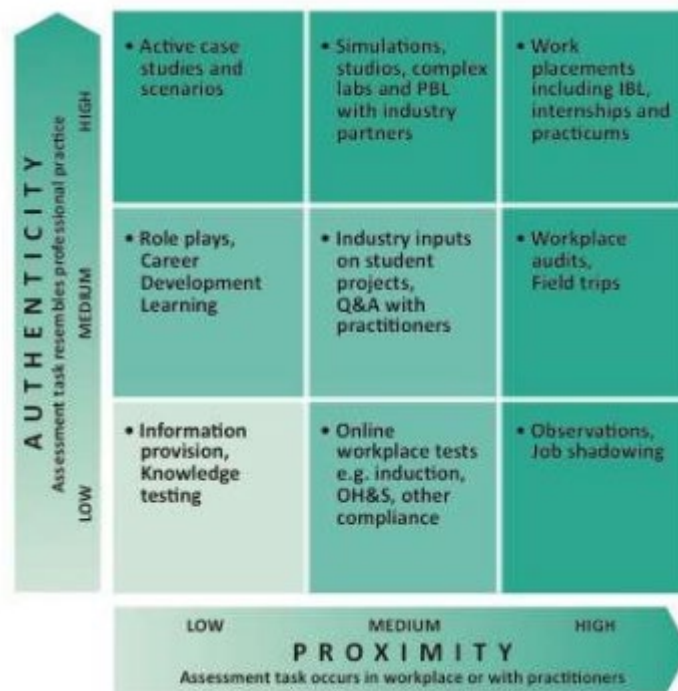 AUTHENTICITY
Assessment task resembles professional practice
HIGH
MEDIUM
LOW
• Active case
studies and
scenarios
• Simulations,
studios, complex
labs and PBL
with industry
partners
• Work
placements
including IBL,
internships and
practicums
• Role plays,
Career
Development
Learning
• Industry inputs
on student
projects,
Q&A with
practitioners
• Workplace
audits,
Field trips
• Information
provision,
Knowledge
testing
• Online
workplace tests
e.g. induction,
OH&S, other
compliance
• Observations,
Job shadowing
LOW
MEDIUM
HIGH
PROXIMITY
Assessment task occurs in workplace or with practitioners